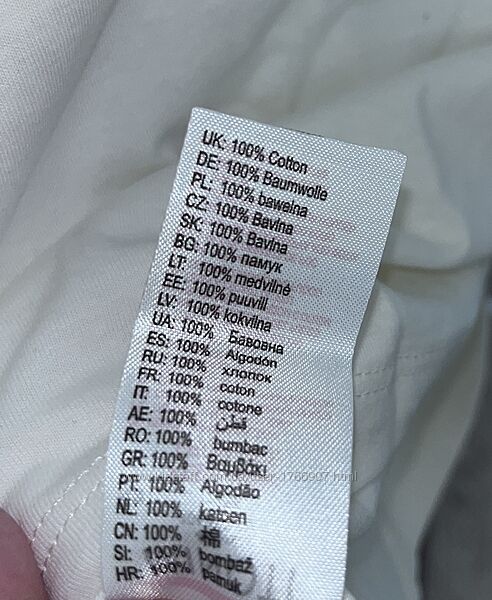 UK: 100% Cotton
DE: 100% Baumwolle
PL: 100% bawełna
CZ: 100% Bavlna
SK: 100% Bavlna
BG: 100% памук
LT: 100% medvilné
EE: 100% puuvill
LV: 100% kokvilna
UA: 100% Бавовна
ES: 100% Algodón
RU: 100% хлопок
FR: 100% coton
IT: 100% cotone
AE: 100% قطن
RO: 100% bumbac
GR: 100% Βαμβάκι
PT: 100% Algodão
NL: 100% katoen
CN: 100% 棉
SI: 100% bombaž
HR: 100% pamuk
1760907.html